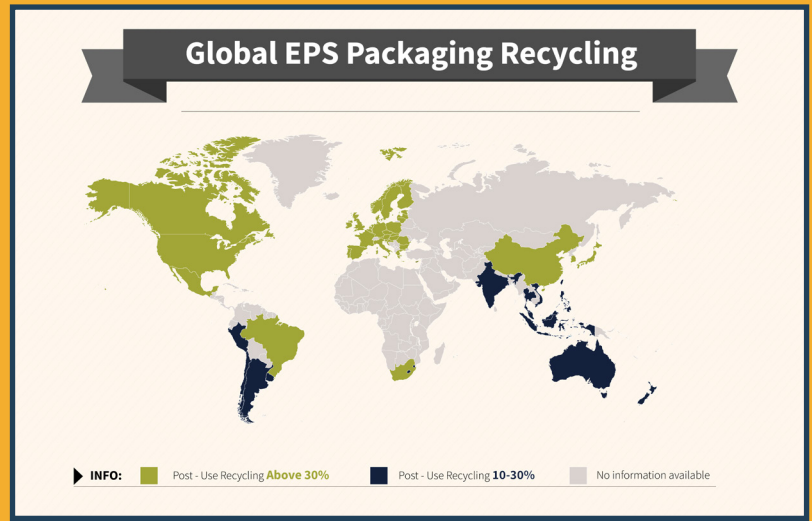 Global EPS Packaging Recycling
INFO: Post - Use Recycling Above 30% Post - Use Recycling 10-30% No information available